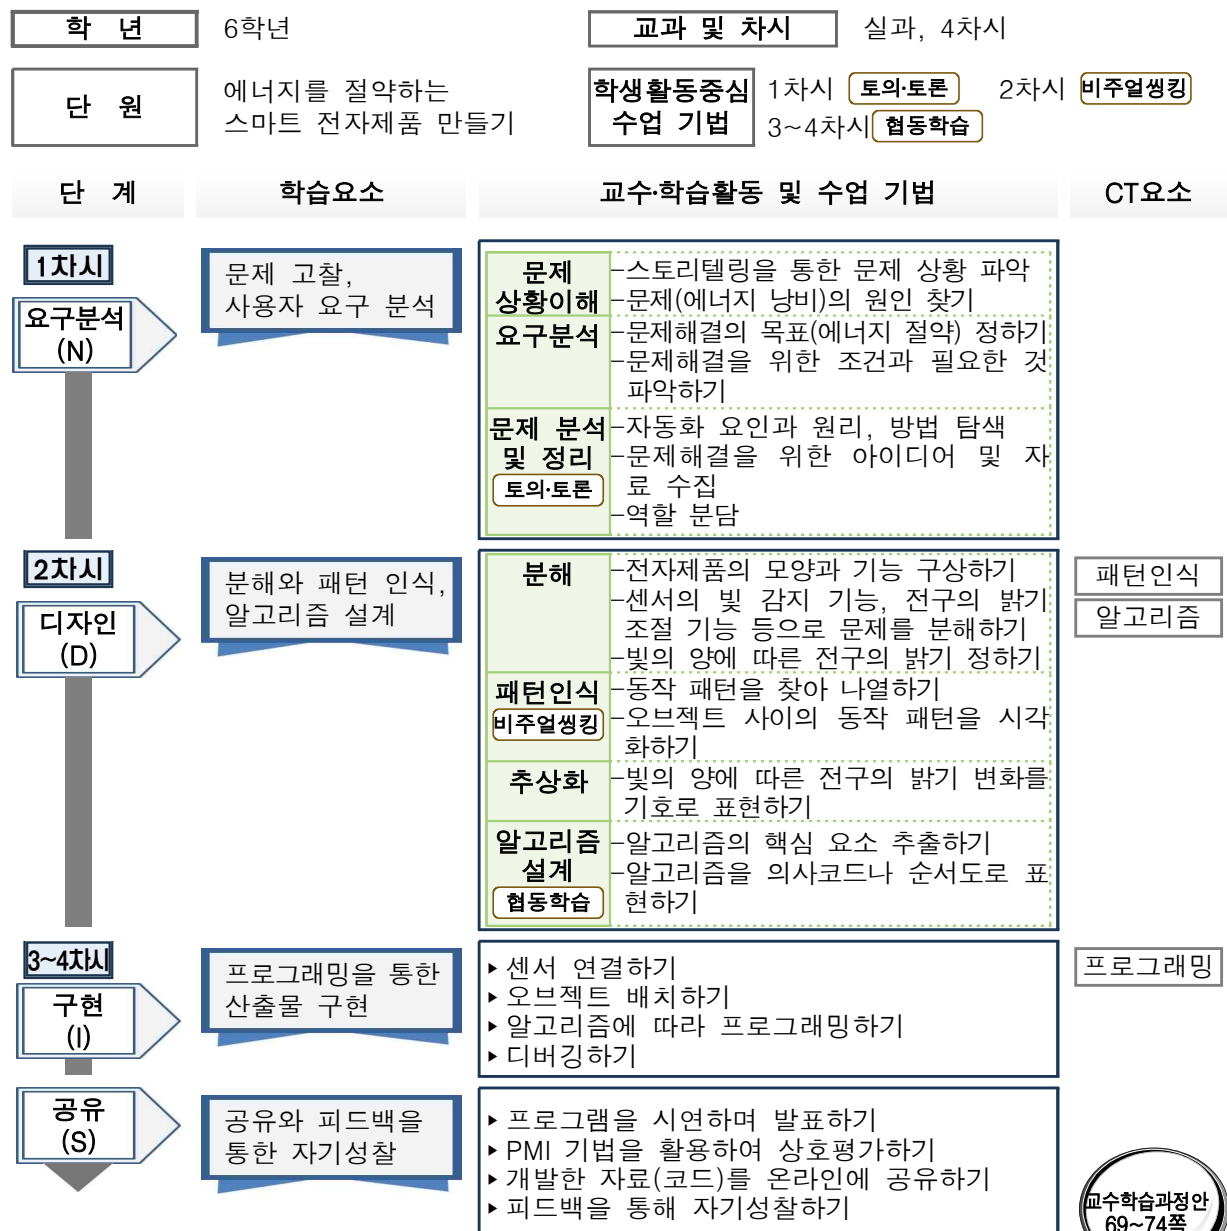 학 년
6학년
교과 및 차시
실과, 4차시
단 원
에너지를 절약하는
스마트 전자제품 만들기
학생활동중심
수업 기법
1차시 토의·토론 2차시 비주얼씽킹
3~4차시 협동학습
단 계
학습요소
교수·학습활동 및 수업 기법
CT요소
1차시
요구분석
(N)
문제 고찰,
사용자 요구 분석
문제
상황이해
-스토리텔링을 통한 문제 상황 파악
-문제(에너지 낭비)의 원인 찾기
요구분석
-문제해결의 목표(에너지 절약) 정하기
-문제해결을 위한 조건과 필요한 것
파악하기
문제 분석
및 정리
토의·토론
-자동화 요인과 원리, 방법 탐색
-문제해결을 위한 아이디어 및 자
료 수집
-역할 분담
2차시
디자인
(D)
분해와 패턴 인식,
알고리즘 설계
분해
-전자제품의 모양과 기능 구상하기
-센서의 빛 감지 기능, 전구의 밝기
조절 기능 등으로 문제를 분해하기
-빛의 양에 따른 전구의 밝기 정하기
패턴인식
비주얼씽킹
-동작 패턴을 찾아 나열하기
-오브젝트 사이의 동작 패턴을 시각
화하기
추상화
-빛의 양에 따른 전구의 밝기 변화를
기호로 표현하기
알고리즘
설계
협동학습
-알고리즘의 핵심 요소 추출하기
-알고리즘을 의사코드나 순서도로 표
현하기
패턴인식
알고리즘
3~4차시
구현
(I)
프로그래밍을 통한
산출물 구현
▸센서 연결하기
▸오브젝트 배치하기
▸알고리즘에 따라 프로그래밍하기
▸디버깅하기
프로그래밍
공유
(S)
공유와 피드백을
통한 자기성찰
▸프로그램을 시연하며 발표하기
▸PMI 기법을 활용하여 상호평가하기
▸개발한 자료(코드)를 온라인에 공유하기
▸피드백을 통해 자기성찰하기
교수학습과정안
69~74쪽